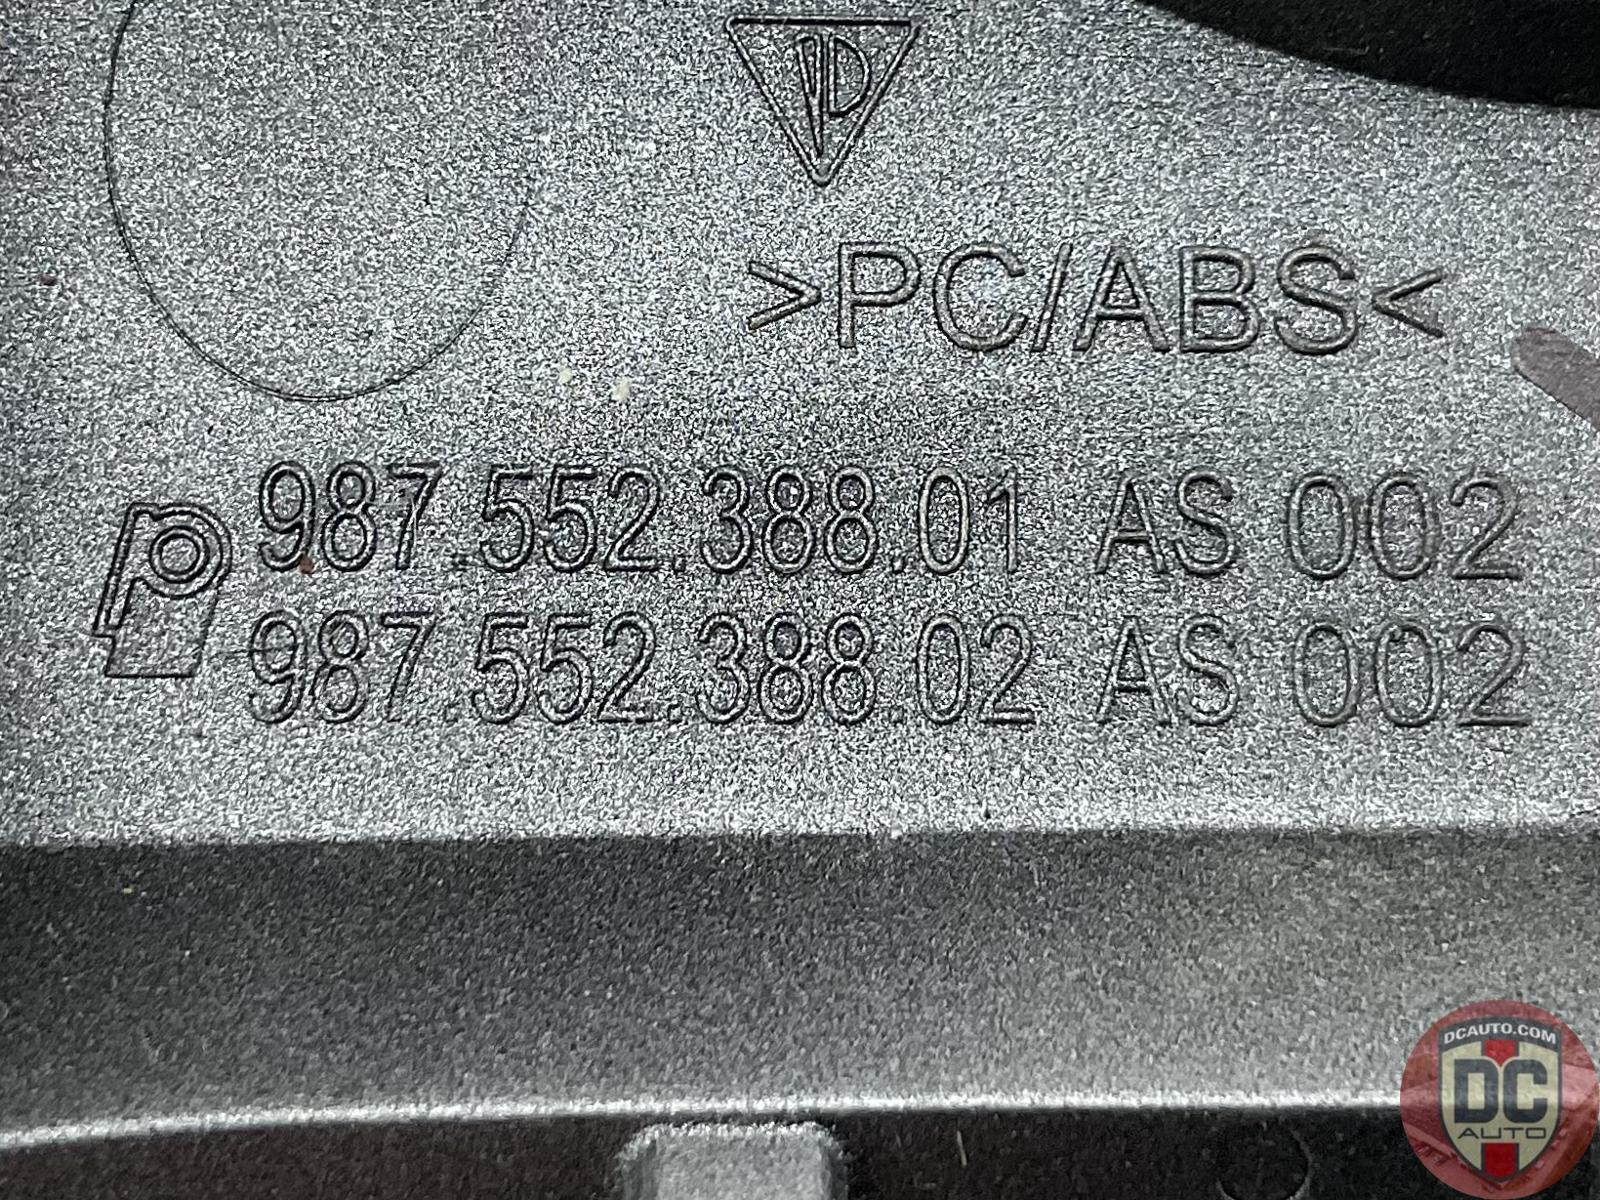 >PC/ABS<
987.552.388.01 AS 002
987.552.388.02 AS 002
DCAUTO.COM
DC
AUTO